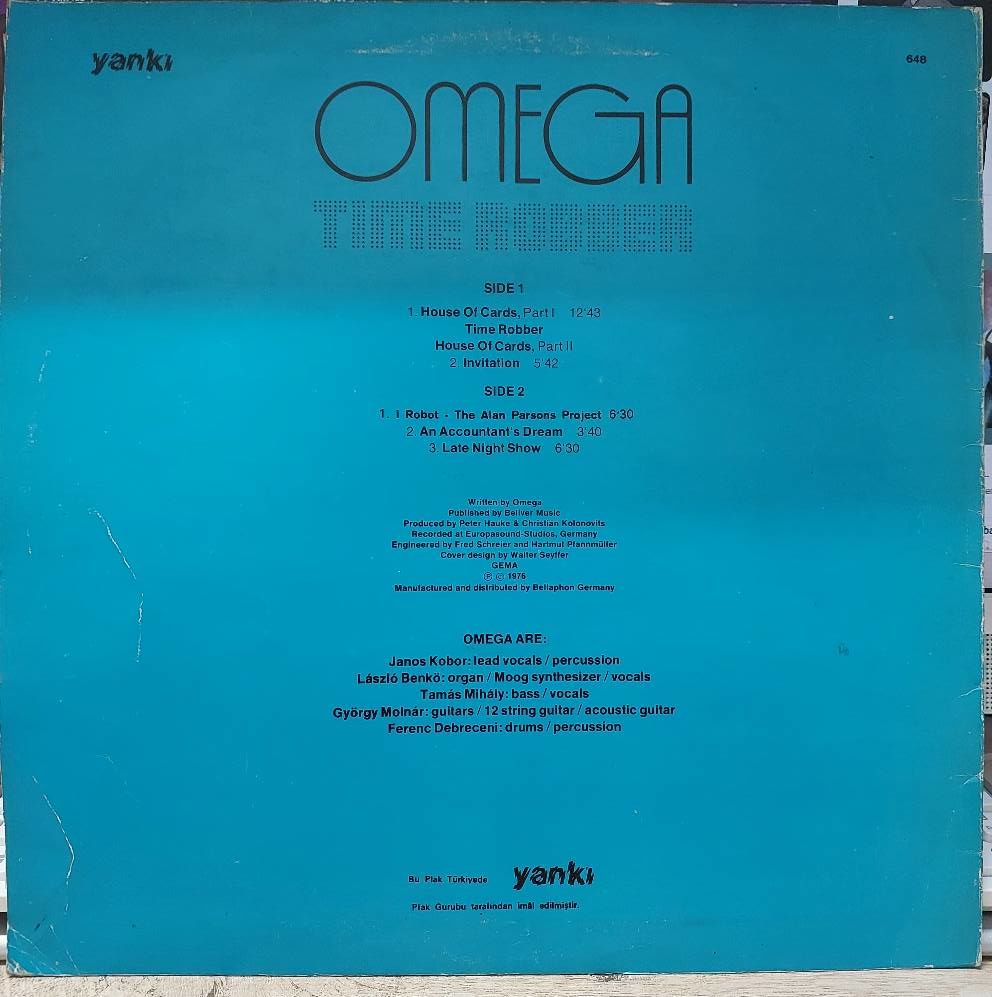 yankı
648
OMEGA
TIME ROBBER
SIDE 1
1. House Of Cards, Part I 12'43
Time Robber
House Of Cards, Part II
2. Invitation 5'42
SIDE 2
1. I Robot - The Alan Parsons Project 6'30
2. An Accountant's Dream 3'40
3. Late Night Show 6'30
Written by Omega
Published by Beliver Music
Produced by Peter Hauke & Christian Kolonovits
Recorded at Europasound-Studios, Germany
Engineered by Fred Schreier and Hartmut Pfannmüller
Cover design by Walter Seyffer
GEMA
℗ © 1976
Manufactured and distributed by Bellaphon Germany
OMEGA ARE:
Janos Kobor: lead vocals / percussion
László Benkö: organ / Moog synthesizer / vocals
Tamás Mihály: bass / vocals
György Molnár: guitars / 12 string guitar / acoustic guitar
Ferenc Debreceni: drums / percussion
Bu Plak Türkiyede yankı
Plak Gurubu tarafından imâl edilmiştir.